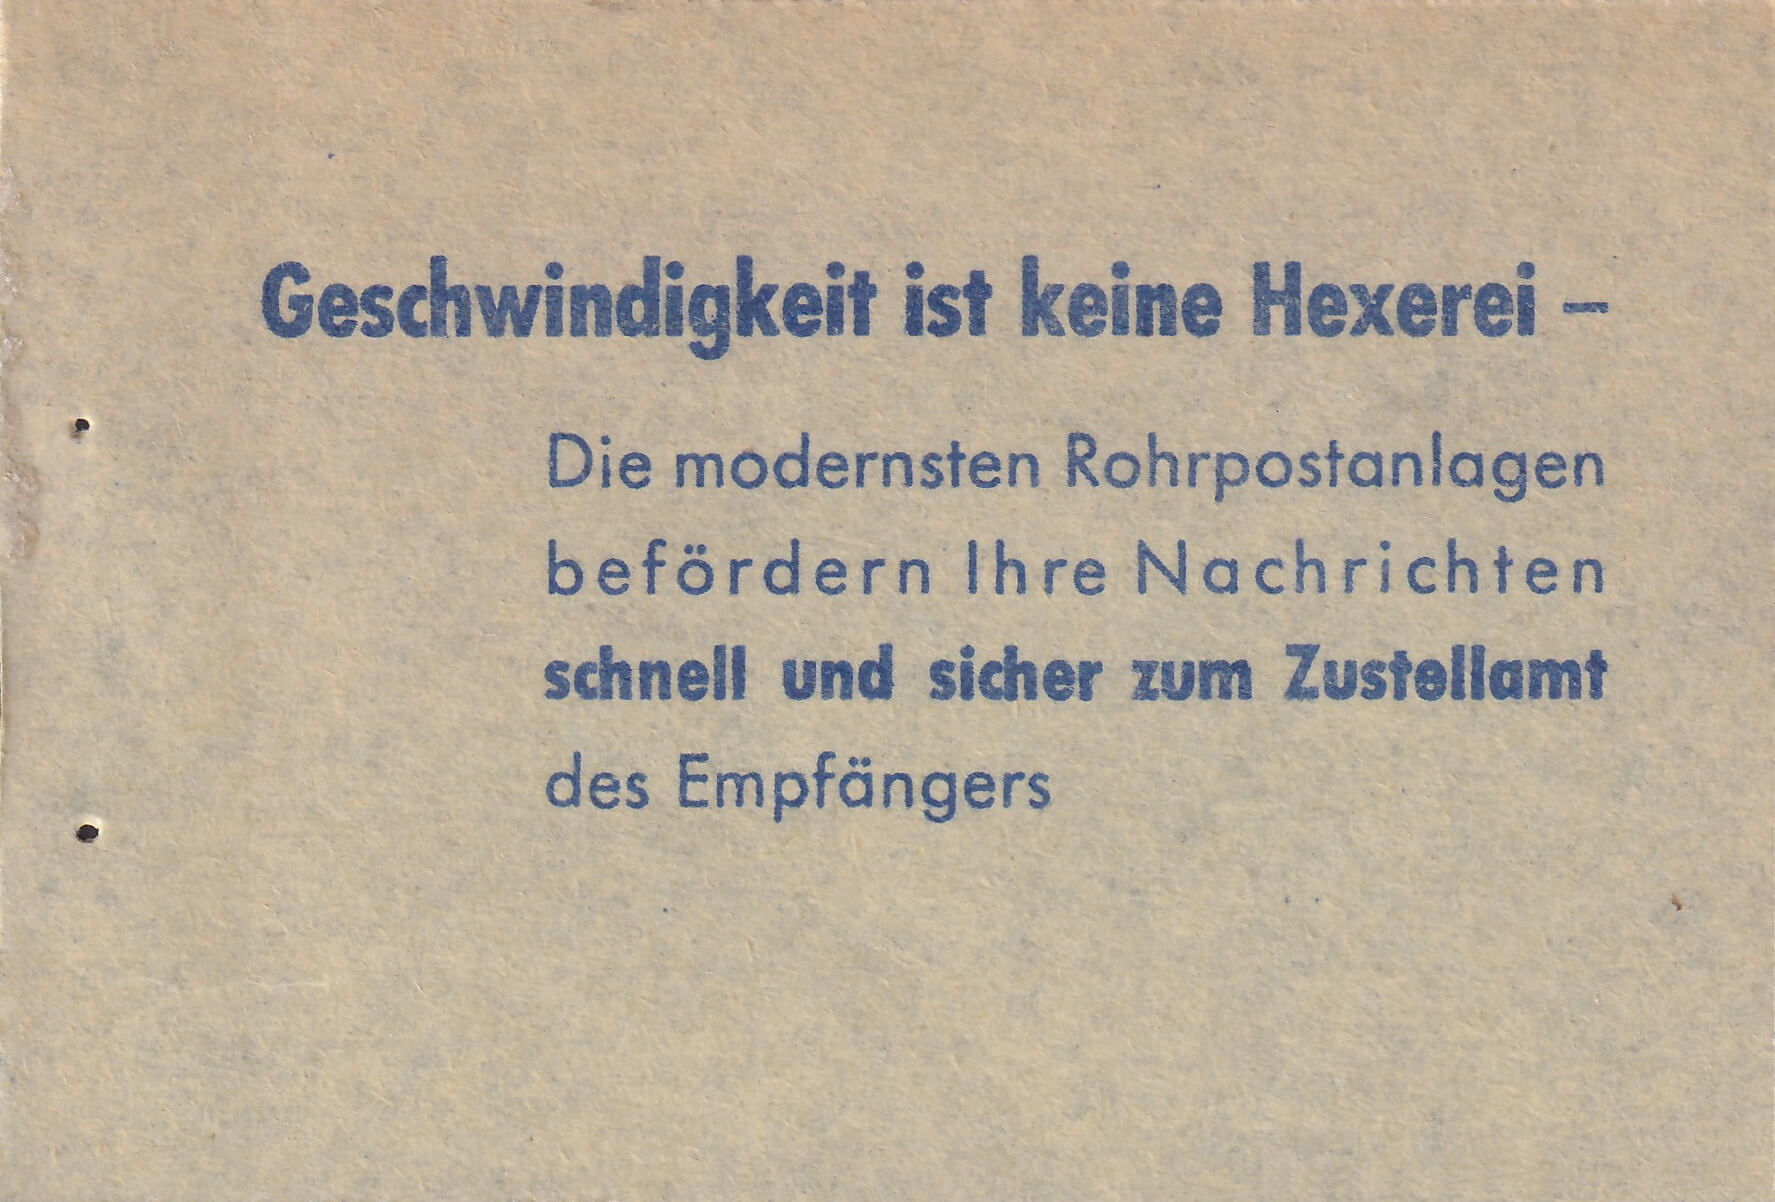 Geschwindigkeit ist keine Hexerei –
Die modernsten Rohrpostanlagen
befördern Ihre Nachrichten
schnell und sicher zum Zustellamt
des Empfängers